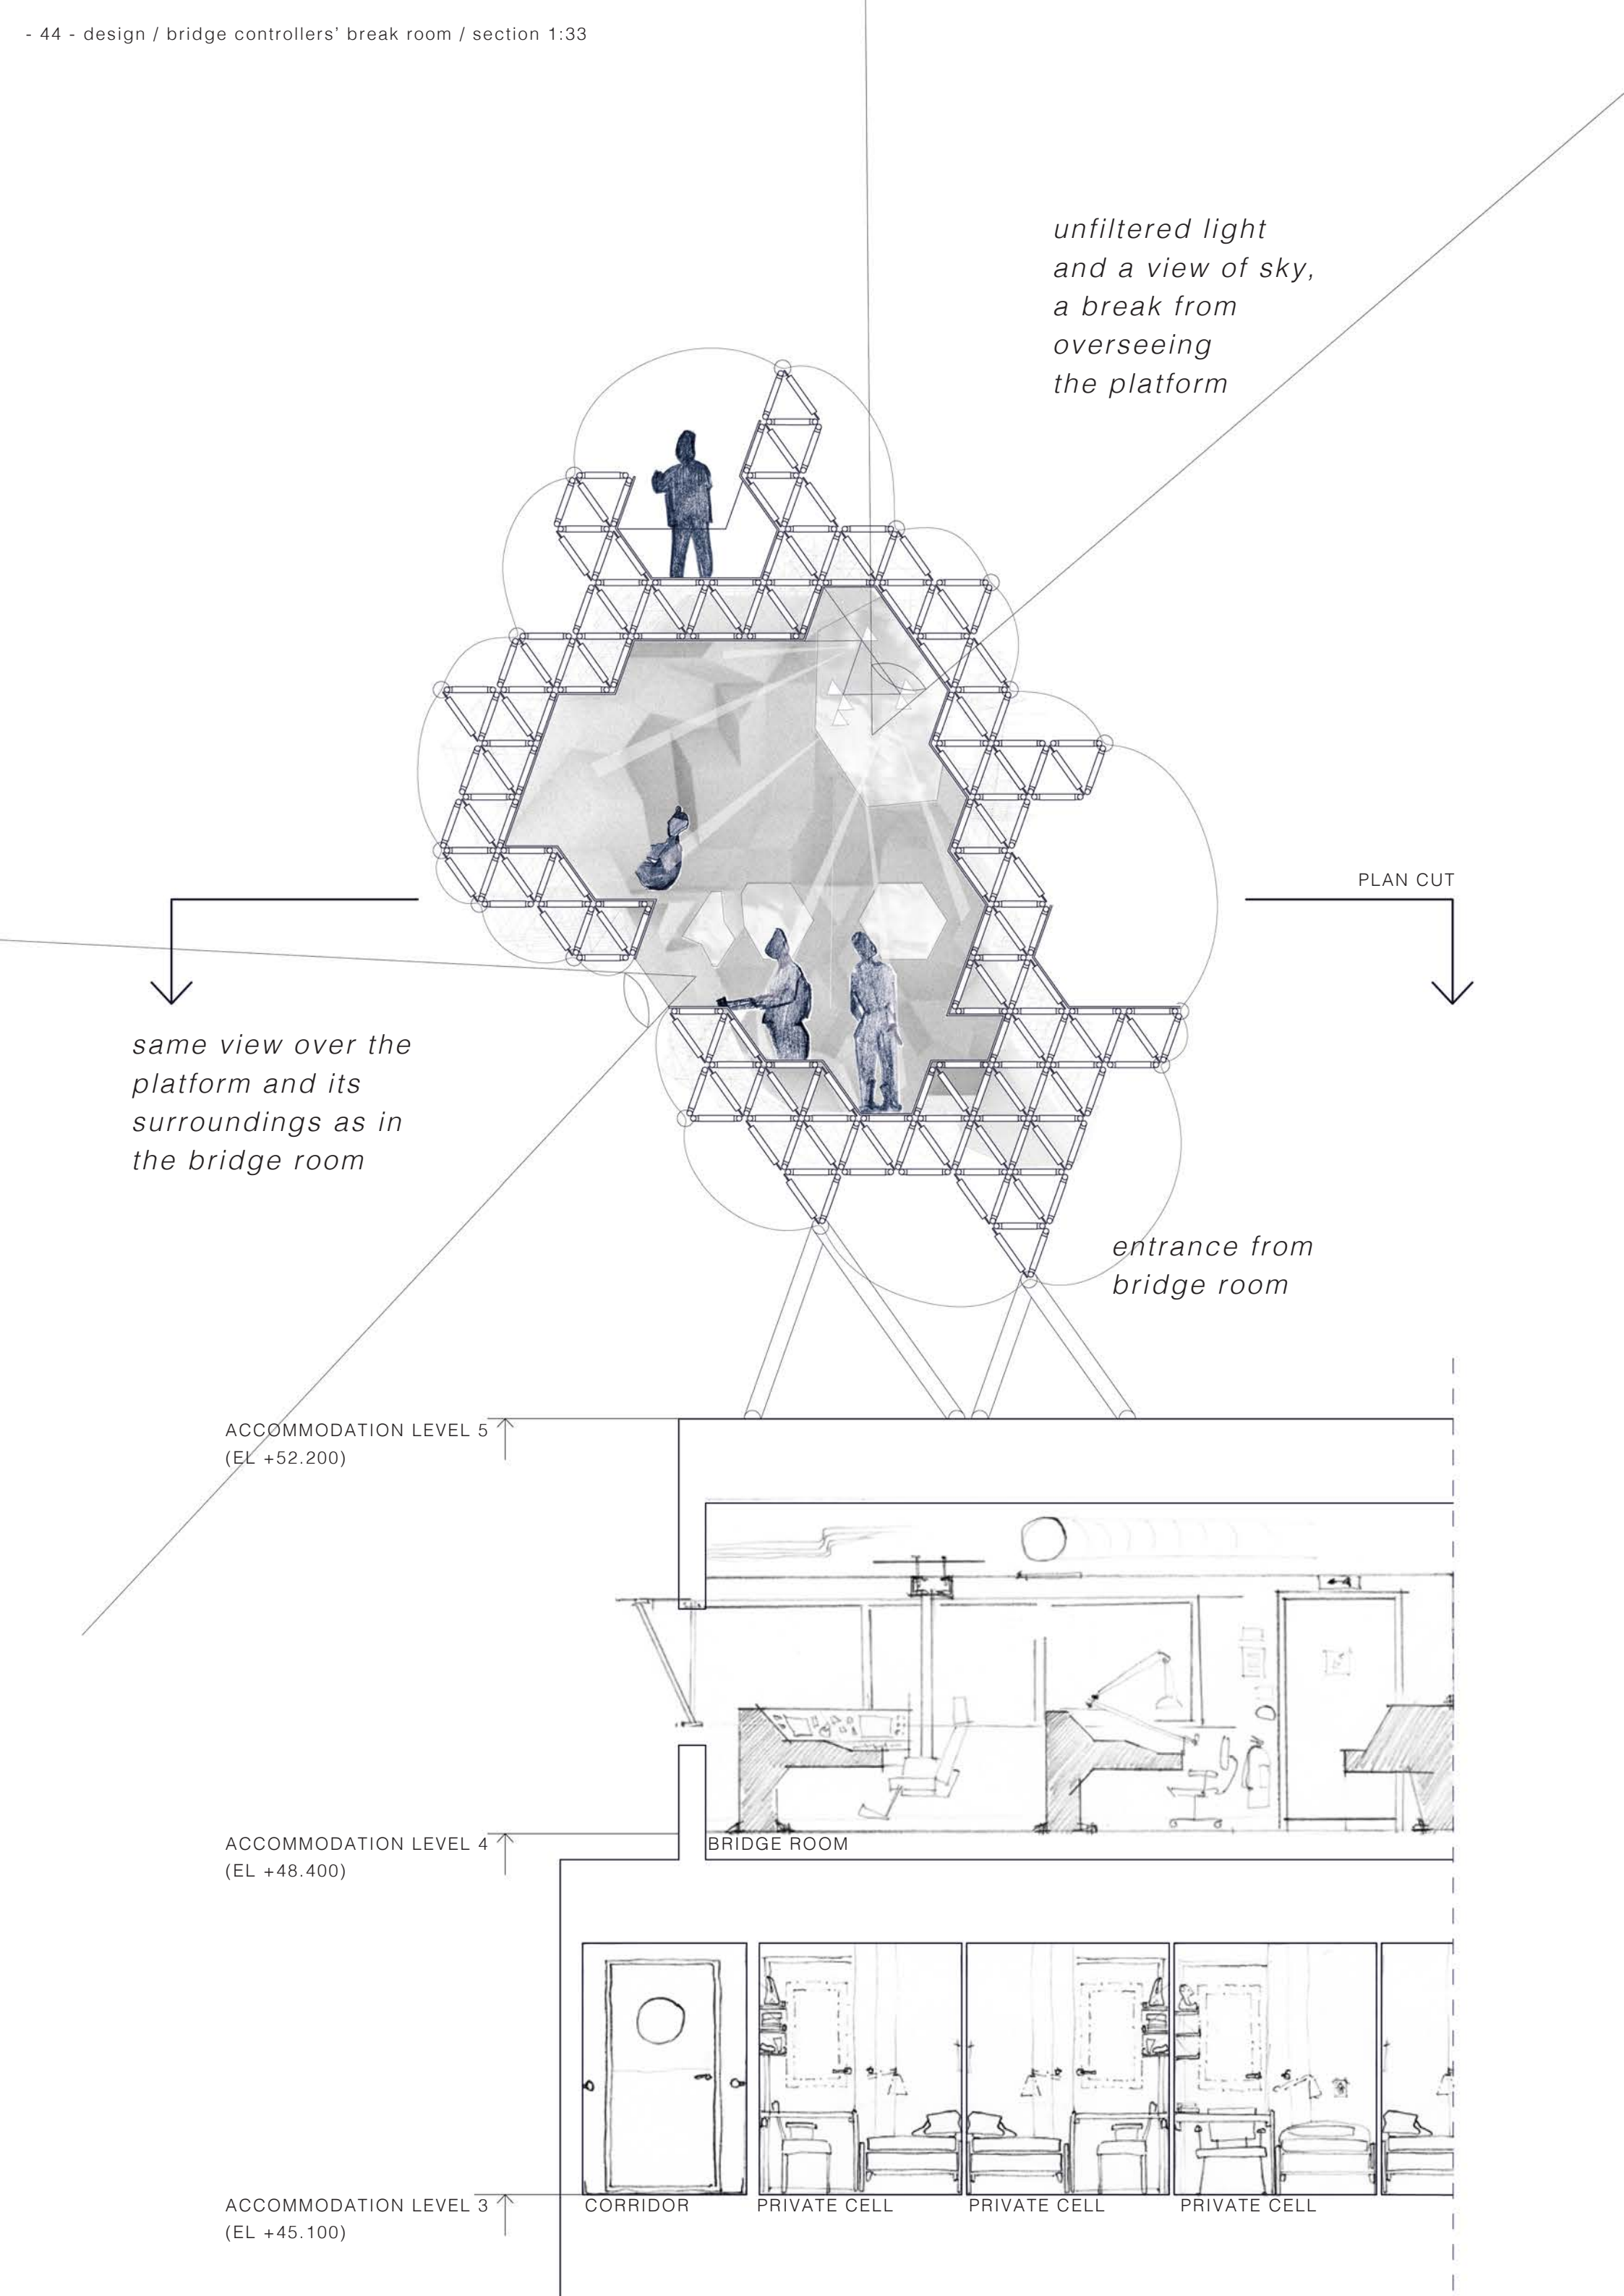 - 44 - design / bridge controllers' break room / section 1:33
unfiltered light
and a view of sky,
a break from
overseeing
the platform
PLAN CUT
same view over the
platform and its
surroundings as in
the bridge room
entrance from
bridge room
ACCOMMODATION LEVEL 5
(EL +52.200)
ACCOMMODATION LEVEL 4
(EL +48.400)
BRIDGE ROOM
ACCOMMODATION LEVEL 3
(EL +45.100)
CORRIDOR
PRIVATE CELL
PRIVATE CELL
PRIVATE CELL